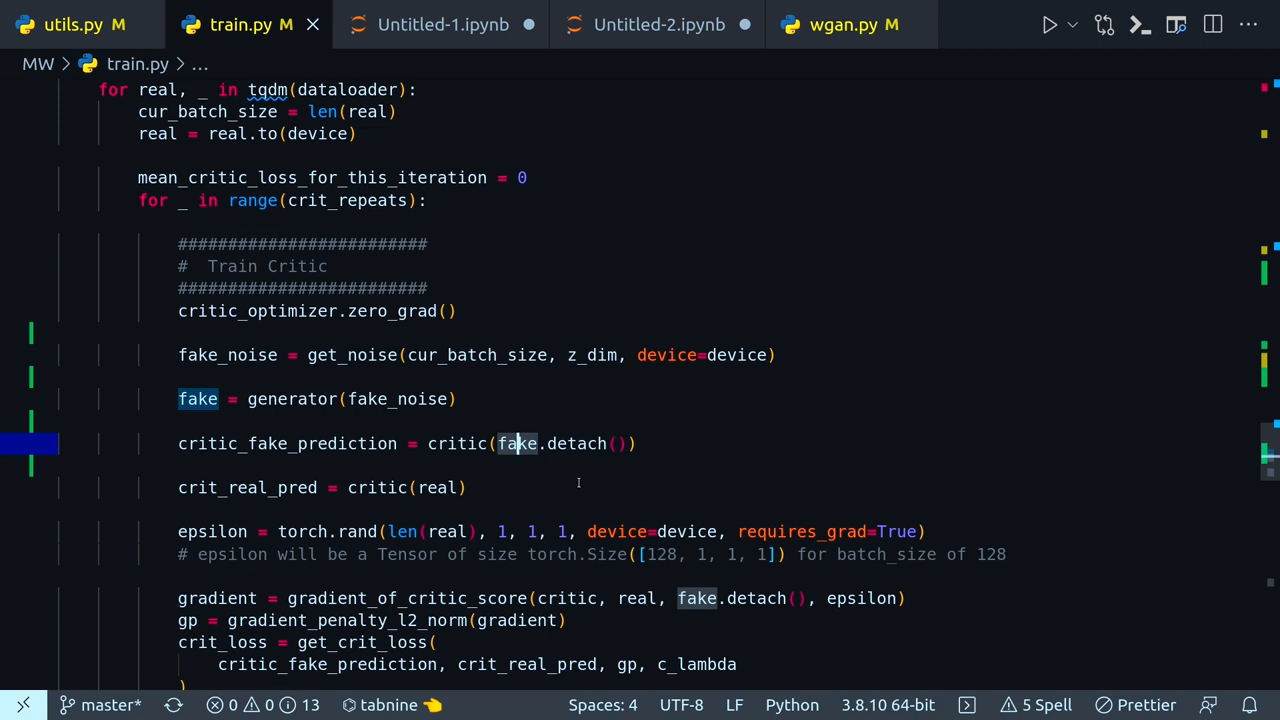 utils.py M train.py M Untitled-1.ipynb Untitled-2.ipynb wgan.py M
MW > train.py > ...
for real, _ in tqdm(dataloader):
cur_batch_size = len(real)
real = real.to(device)
mean_critic_loss_for_this_iteration = 0
for _ in range(crit_repeats):
#########################
#  Train Critic
#########################
critic_optimizer.zero_grad()
fake_noise = get_noise(cur_batch_size, z_dim, device=device)
fake = generator(fake_noise)
critic_fake_prediction = critic(fake.detach())
crit_real_pred = critic(real)
epsilon = torch.rand(len(real), 1, 1, 1, device=device, requires_grad=True)
# epsilon will be a Tensor of size torch.Size([128, 1, 1, 1]) for batch_size of 128
gradient = gradient_of_critic_score(critic, real, fake.detach(), epsilon)
gp = gradient_penalty_l2_norm(gradient)
crit_loss = get_crit_loss(
critic_fake_prediction, crit_real_pred, gp, c_lambda
)
master* 0 0 13 tabnine Spaces: 4 UTF-8 LF Python 3.8.10 64-bit 5 Spell Prettier